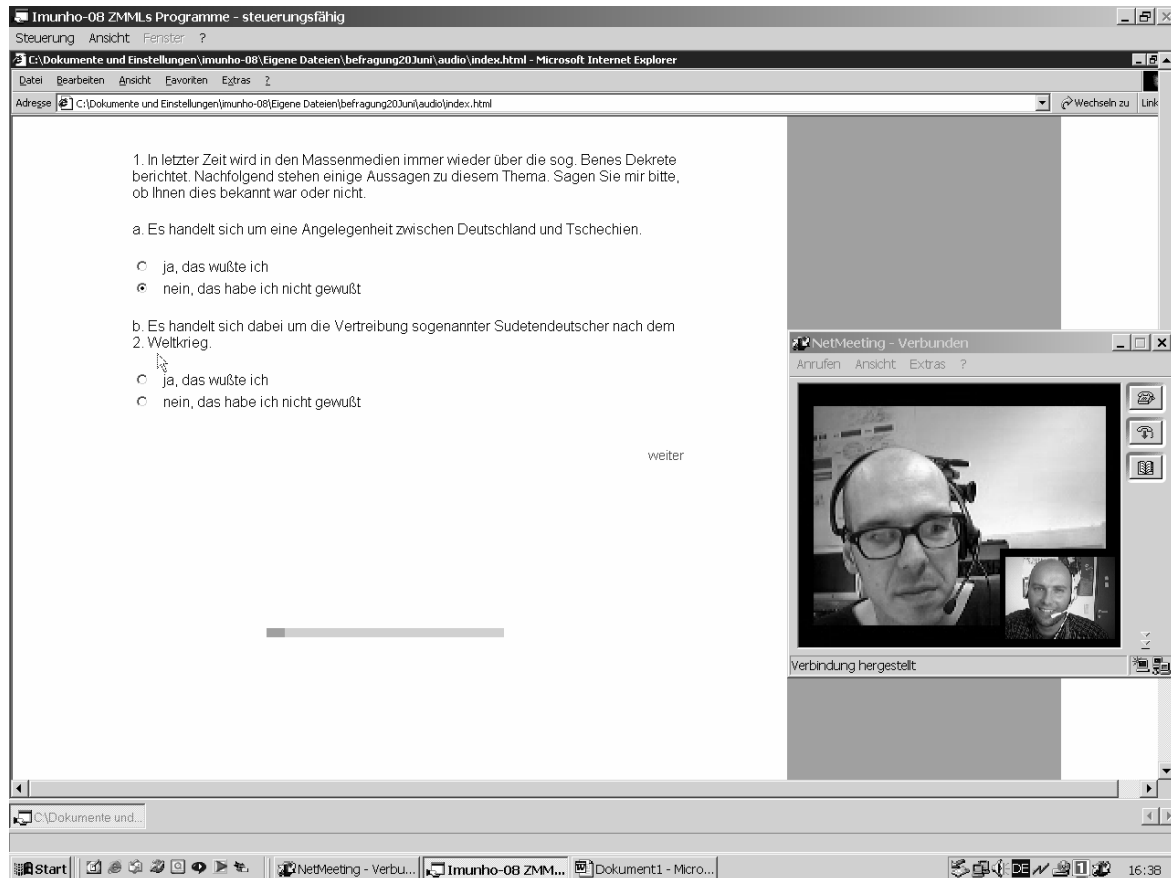 Imunho-08 ZMMLs Programme - steuerungsfähig
Steuerung Ansicht Fenster ?
C:\Dokumente und Einstellungen\imunho-08\Eigene Dateien\befragung20Juni\audio\index.html - Microsoft Internet Explorer
Datei Bearbeiten Ansicht Favoriten Extras ?
Adresse C:\Dokumente und Einstellungen\imunho-08\Eigene Dateien\befragung20Juni\audio\index.html Wechseln zu Link
1. In letzter Zeit wird in den Massenmedien immer wieder über die sog. Benes Dekrete
berichtet. Nachfolgend stehen einige Aussagen zu diesem Thema. Sagen Sie mir bitte,
ob Ihnen dies bekannt war oder nicht.
a. Es handelt sich um eine Angelegenheit zwischen Deutschland und Tschechien.
ja, das wußte ich
nein, das habe ich nicht gewußt
b. Es handelt sich dabei um die Vertreibung sogenannter Sudetendeutscher nach dem
2. Weltkrieg.
ja, das wußte ich
nein, das habe ich nicht gewußt
weiter
NetMeeting - Verbunden
Anrufen Ansicht Extras ?
Verbindung hergestellt
C:\Dokumente und...
Start NetMeeting - Verbu... Imunho-08 ZMM... Dokument1 - Micro... DE 16:38